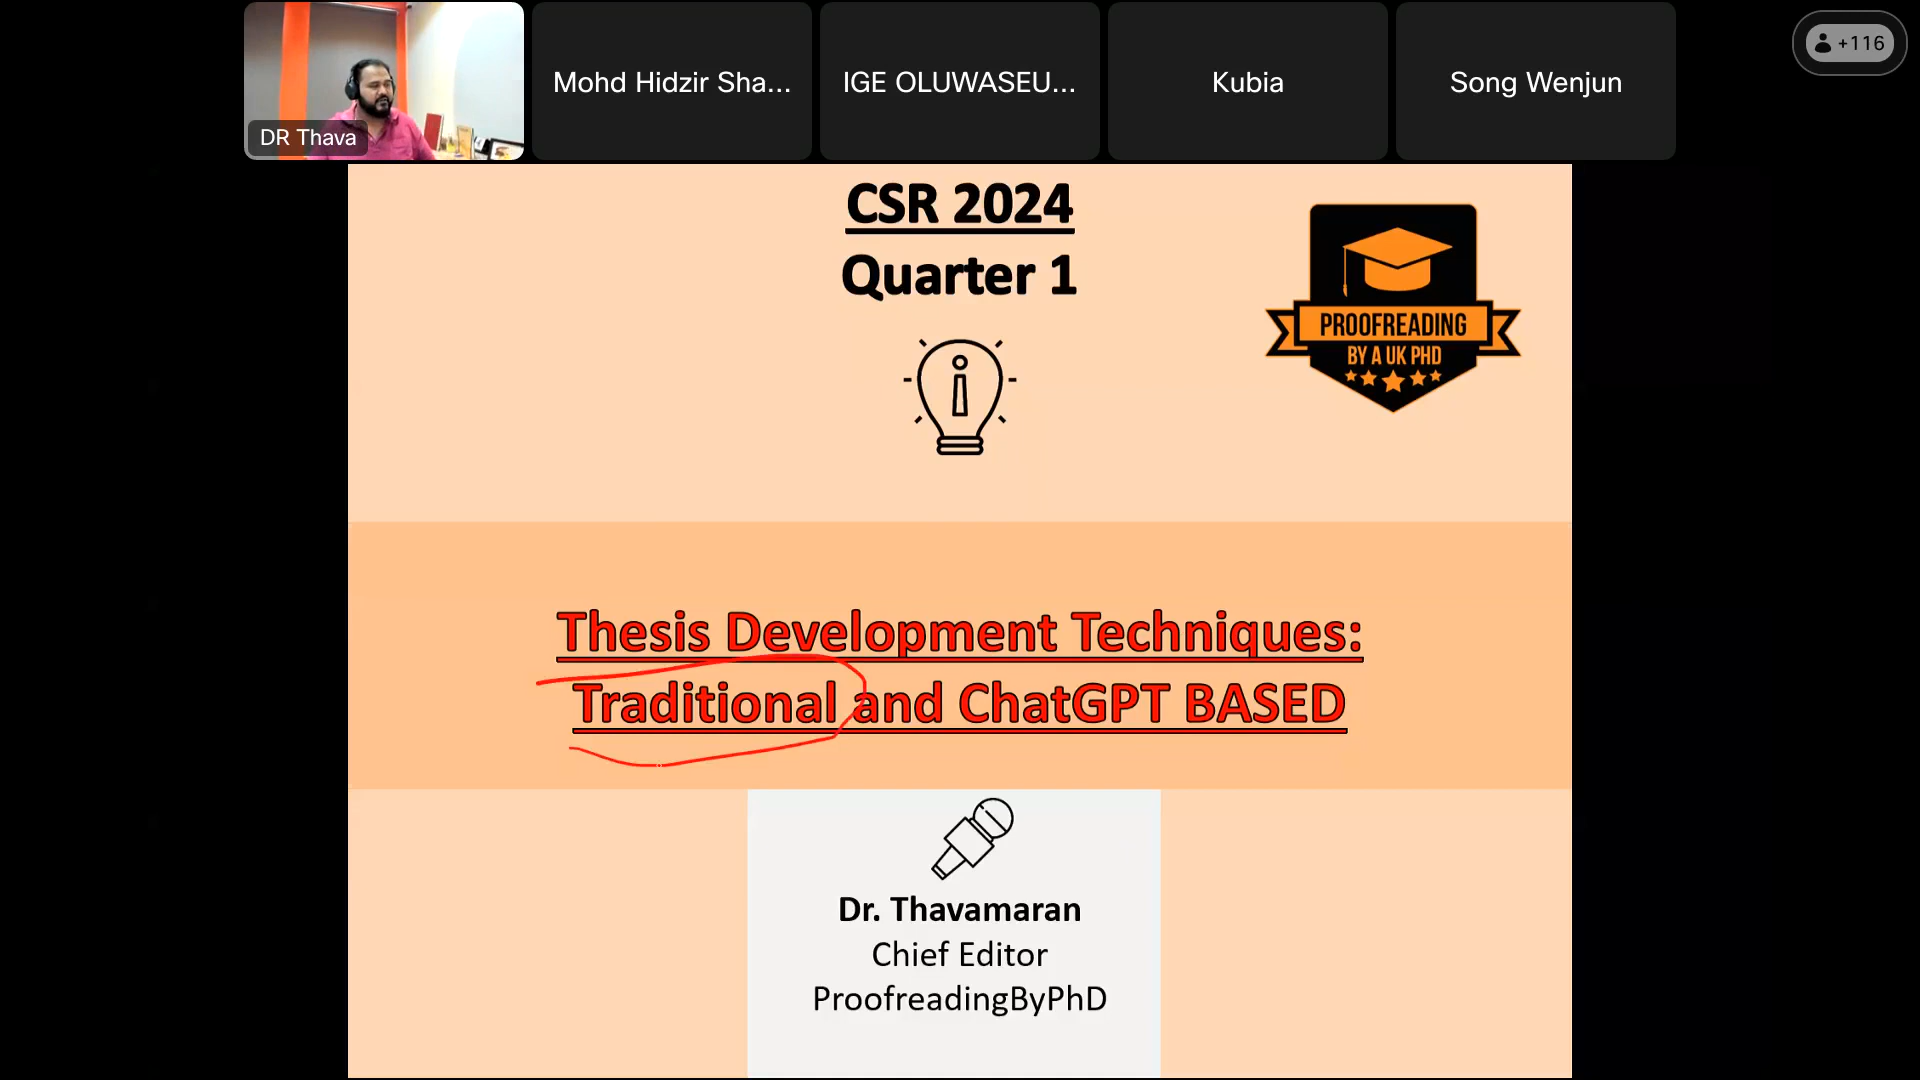 DR Thava
Mohd Hidzir Sha...
IGE OLUWASEU...
Kubia
Song Wenjun
+116
CSR 2024
Quarter 1
PROOFREADING
BY A UK PHD
Thesis Development Techniques:
Traditional and ChatGPT BASED
Dr. Thavamaran
Chief Editor
ProofreadingByPhD